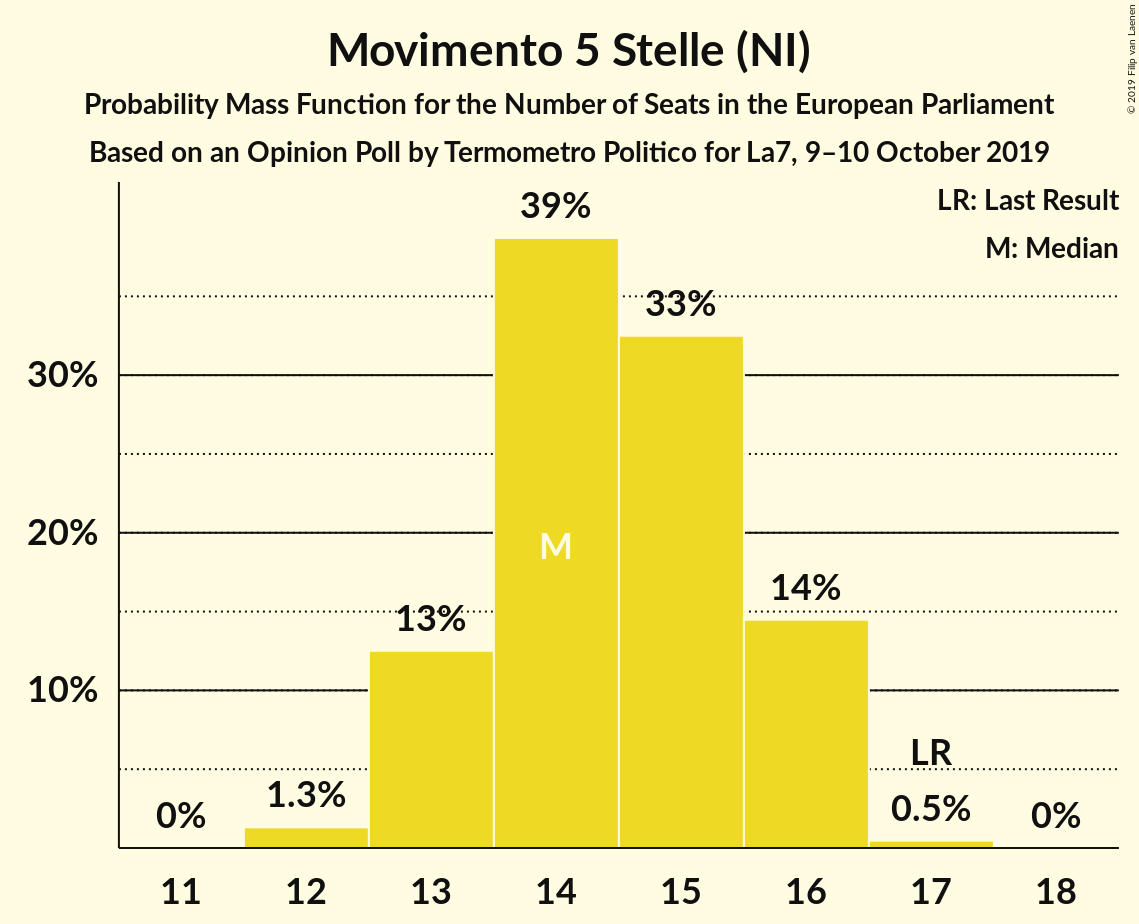 Movimento 5 Stelle (NI)
Probability Mass Function for the Number of Seats in the European Parliament
Based on an Opinion Poll by Termometro Politico for La7, 9–10 October 2019
© 2019 Filip van Laenen
LR: Last Result
M: Median
39%
33%
30%
20%
M
14%
13%
10%
LR
1.3%
0.5%
0%
0%
11 12 13 14 15 16 17 18